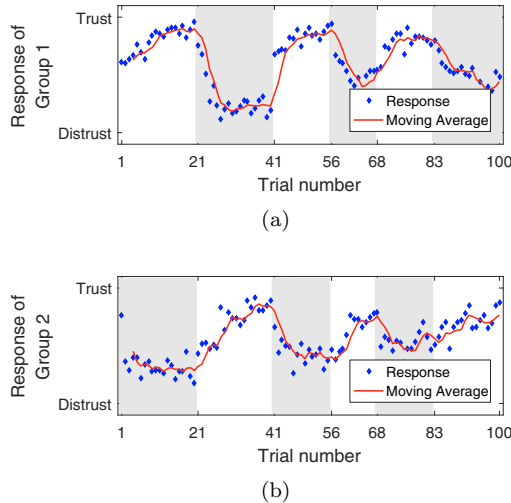 Response of
Group 1
Trust
Distrust
Response
Moving Average
1 21 41 56 68 83 100
Trial number
(a)
Response of
Group 2
Trust
Distrust
Response
Moving Average
1 21 41 56 68 83 100
Trial number
(b)